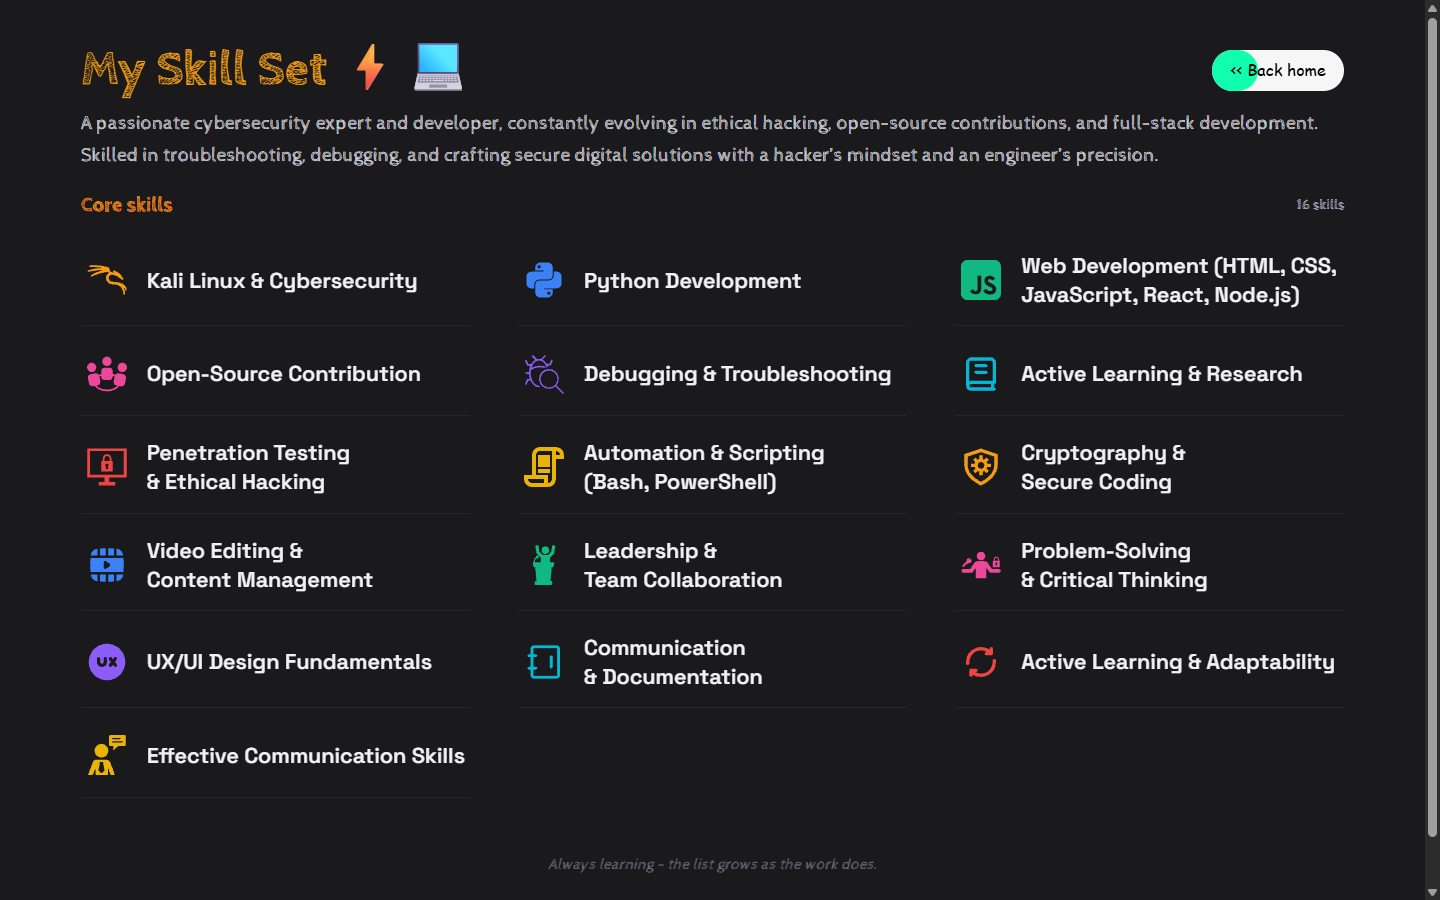 My Skill Set
<< Back home
A passionate cybersecurity expert and developer, constantly evolving in ethical hacking, open-source contributions, and full-stack development.
Skilled in troubleshooting, debugging, and crafting secure digital solutions with a hacker's mindset and an engineer's precision.
Core skills
16 skills
Kali Linux & Cybersecurity
Python Development
JS
Web Development (HTML, CSS,
JavaScript, React, Node.js)
Open-Source Contribution
Debugging & Troubleshooting
Active Learning & Research
Penetration Testing
& Ethical Hacking
Automation & Scripting
(Bash, PowerShell)
Cryptography &
Secure Coding
Video Editing &
Content Management
Leadership &
Team Collaboration
Problem-Solving
& Critical Thinking
UX
UX/UI Design Fundamentals
Communication
& Documentation
Active Learning & Adaptability
Effective Communication Skills
Always learning - the list grows as the work does.